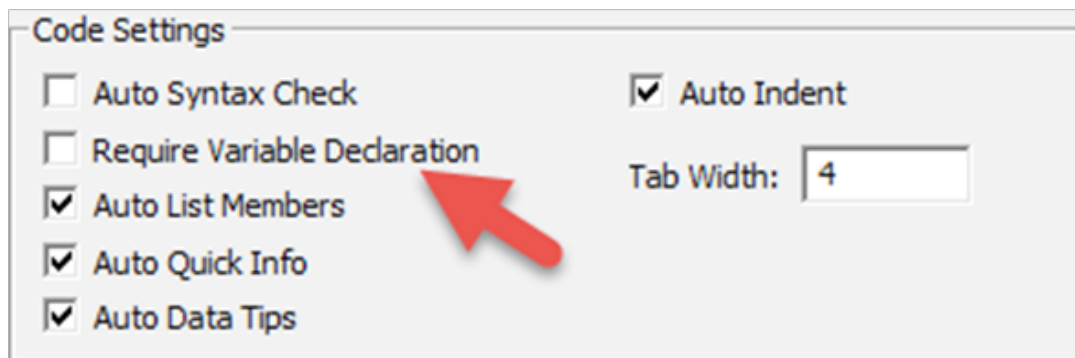 Code Settings
Auto Syntax Check
Require Variable Declaration
Auto List Members
Auto Quick Info
Auto Data Tips
Auto Indent
Tab Width: 4